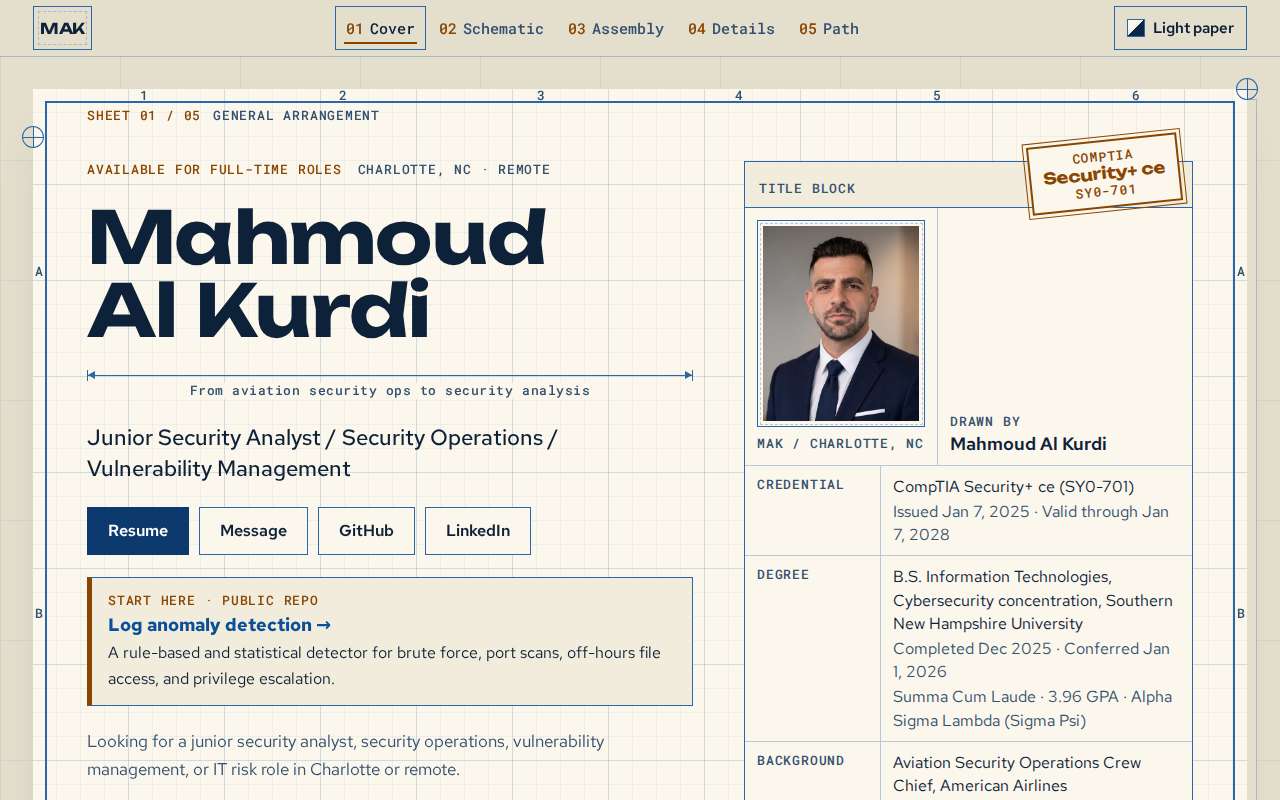 MAK
01 Cover
02 Schematic
03 Assembly
04 Details
05 Path
Light paper
1 2 3 4 5 6
SHEET 01 / 05 GENERAL ARRANGEMENT
AVAILABLE FOR FULL-TIME ROLES CHARLOTTE, NC · REMOTE
Mahmoud
Al Kurdi
From aviation security ops to security analysis
Junior Security Analyst / Security Operations /
Vulnerability Management
Resume
Message
GitHub
LinkedIn
START HERE · PUBLIC REPO
Log anomaly detection →
A rule-based and statistical detector for brute force, port scans, off-hours file
access, and privilege escalation.
Looking for a junior security analyst, security operations, vulnerability
management, or IT risk role in Charlotte or remote.
A
B
TITLE BLOCK
COMPTIA
Security+ ce
SY0-701
MAK / CHARLOTTE, NC
DRAWN BY
Mahmoud Al Kurdi
CREDENTIAL
CompTIA Security+ ce (SY0-701)
Issued Jan 7, 2025 · Valid through Jan
7, 2028
DEGREE
B.S. Information Technologies,
Cybersecurity concentration, Southern
New Hampshire University
Completed Dec 2025 · Conferred Jan
1, 2026
Summa Cum Laude · 3.96 GPA · Alpha
Sigma Lambda (Sigma Psi)
BACKGROUND
Aviation Security Operations Crew
Chief, American Airlines
A
B